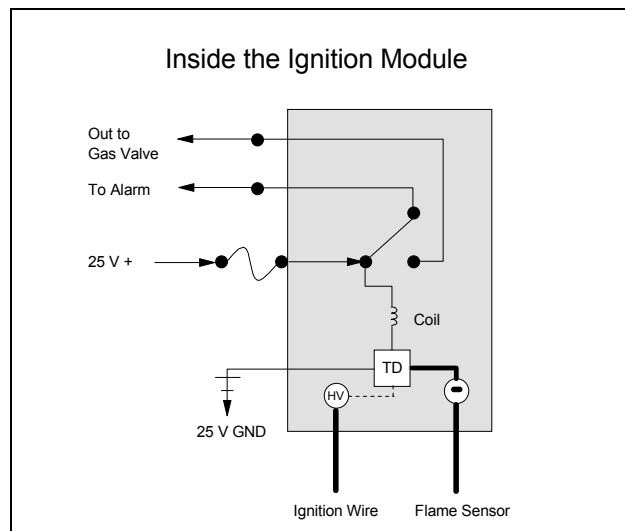 Inside the Ignition Module
Out to
Gas Valve
To Alarm
25 V +
Coil
TD
HV
25 V GND
Ignition Wire
Flame Sensor